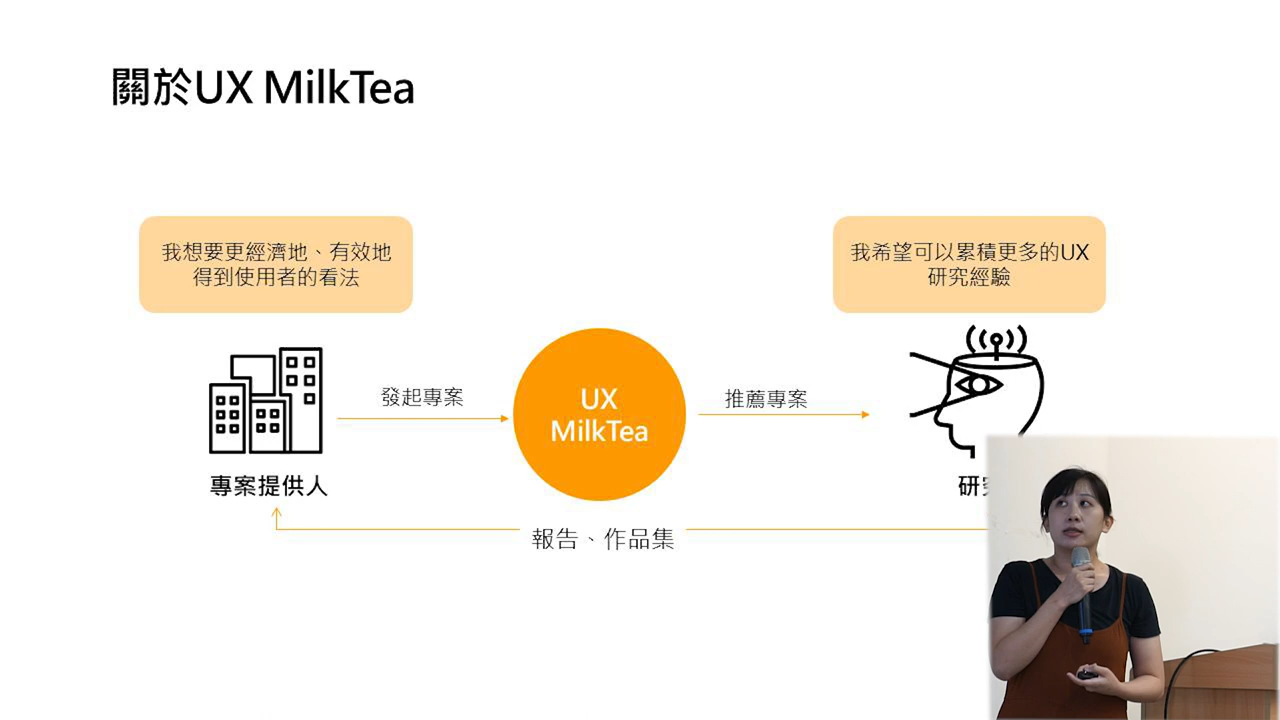 關於UX MilkTea
我想要更經濟地、有效地
得到使用者的看法
我希望可以累積更多的UX
研究經驗
發起專案
UX
MilkTea
推薦專案
專案提供人
研
報告、作品集